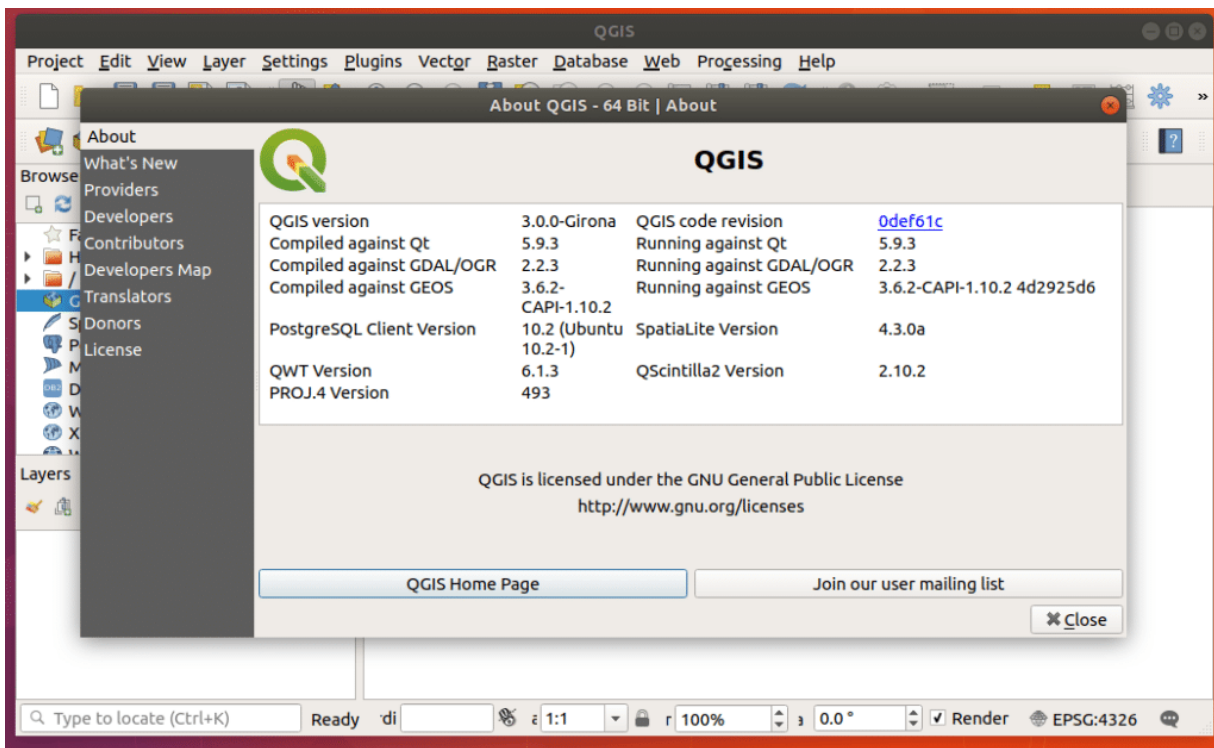 QGIS
Project Edit View Layer Settings Plugins Vector Raster Database Web Processing Help
About QGIS - 64 Bit | About
About
What's New
Providers
Developers
Contributors
Developers Map
Translators
Donors
License
QGIS
QGIS version 3.0.0-Girona QGIS code revision 0def61c
Compiled against Qt 5.9.3 Running against Qt 5.9.3
Compiled against GDAL/OGR 2.2.3 Running against GDAL/OGR 2.2.3
Compiled against GEOS 3.6.2- Running against GEOS 3.6.2-CAPI-1.10.2 4d2925d6
CAPI-1.10.2
PostgreSQL Client Version 10.2 (Ubuntu SpatiaLite Version 4.3.0a
10.2-1)
QWT Version 6.1.3 QScintilla2 Version 2.10.2
PROJ.4 Version 493
QGIS is licensed under the GNU General Public License
http://www.gnu.org/licenses
QGIS Home Page Join our user mailing list
Close
Browse
Layers
Type to locate (Ctrl+K) Ready di 1:1 r 100% 0.0 ° Render EPSG:4326